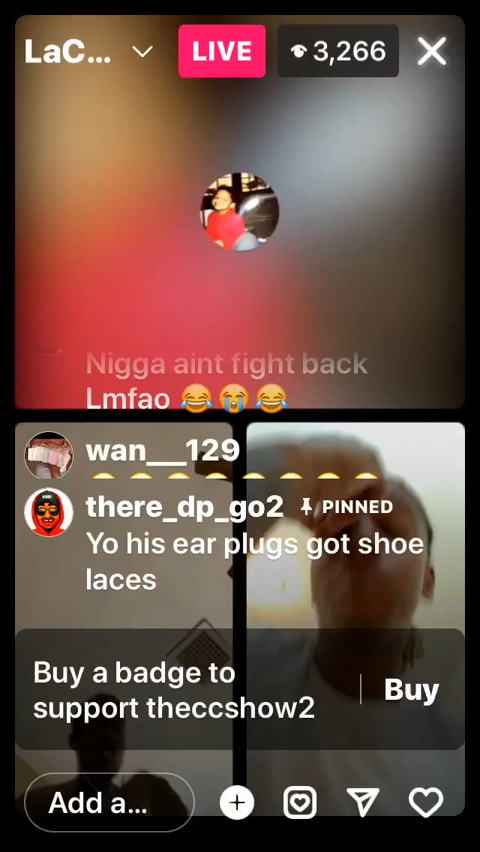 LaC...
LIVE
3,266
Nigga aint fight back
Lmfao 😂😭😂
wan___129
there_dp_go2 PINNED
Yo his ear plugs got shoe
laces
Buy a badge to
support theccshow2
Buy
Add a...